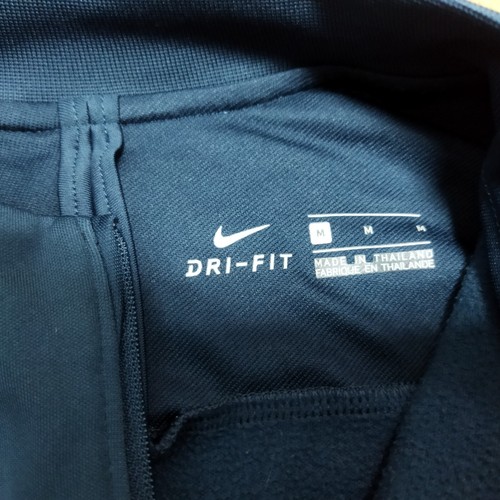 DRI-FIT
M M M
MADE IN THAILAND
FABRIQUÉ EN THAILANDE